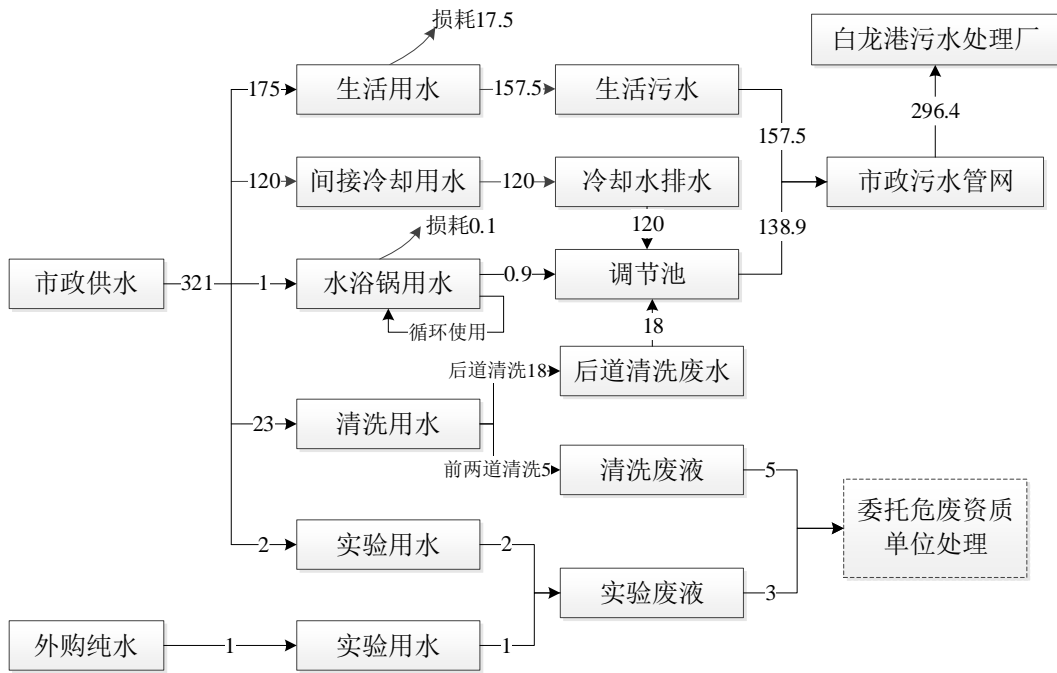 损耗17.5
白龙港污水处理厂
175
生活用水
157.5
生活污水
296.4
157.5
120
间接冷却用水
120
冷却水排水
市政污水管网
损耗0.1
120
138.9
市政供水
321
1
水浴锅用水
0.9
调节池
循环使用
18
后道清洗18
后道清洗废水
23
清洗用水
前两道清洗5
清洗废液
5
委托危废资质
单位处理
2
实验用水
2
实验废液
3
外购纯水
1
实验用水
1